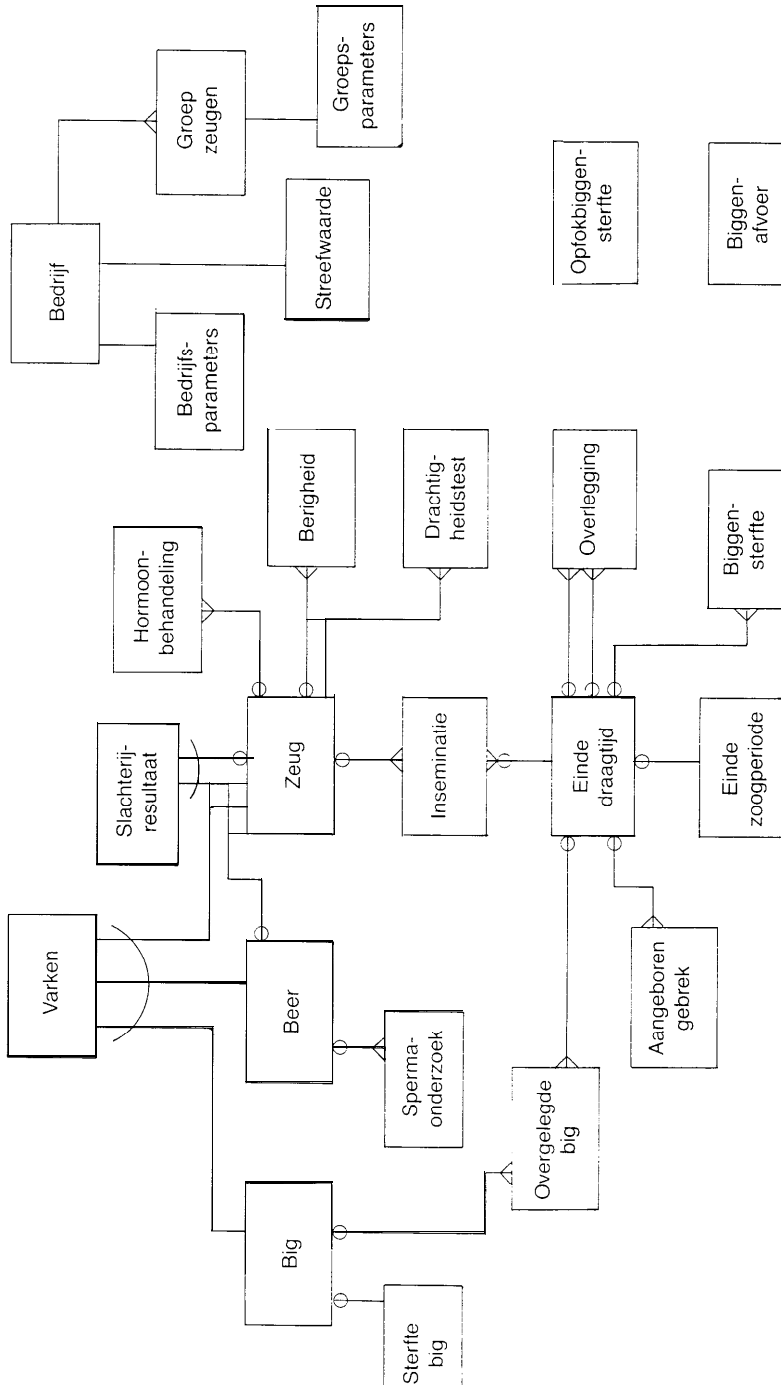 Varken
Bedrijf
Slachterij-
resultaat
Hormoon-
behandeling
Bedrijfs-
parameters
Groep
zeugen
Big
Beer
Zeug
Berigheid
Streefwaarde
Groeps-
parameters
Sterfte
big
Sperma-
onderzoek
Inseminatie
Drachtig-
heidstest
Overgelegde
big
Einde
draagtijd
Overlegging
Opfokbiggen-
sterfte
Aangeboren
gebrek
Einde
zoogperiode
Biggen-
sterfte
Biggen-
afvoer